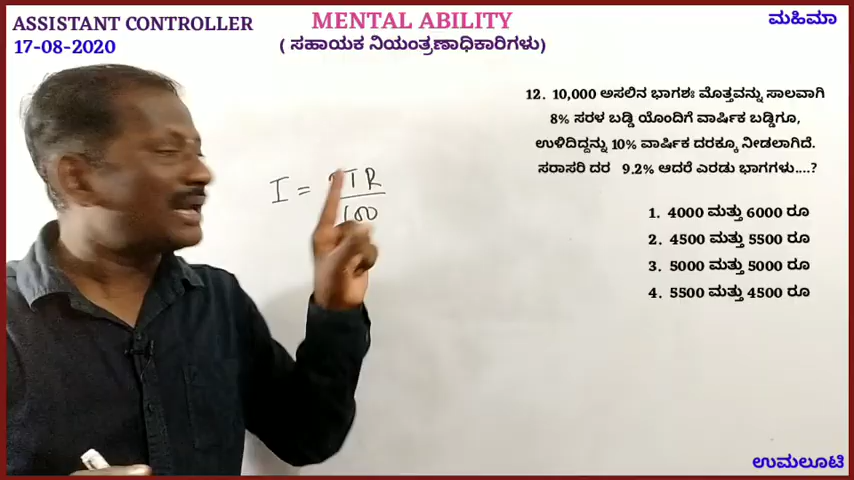 ASSISTANT CONTROLLER
17-08-2020
MENTAL ABILITY
( ಸಹಾಯಕ ನಿಯಂತ್ರಣಾಧಿಕಾರಿಗಳು)
ಮಹಿಮಾ
12. 10,000 ಅಸಲಿನ ಭಾಗಶಃ ಮೊತ್ತವನ್ನು ಸಾಲವಾಗಿ
8% ಸರಳ ಬಡ್ಡಿ ಯೊಂದಿಗೆ ವಾರ್ಷಿಕ ಬಡ್ಡಿಗೂ,
ಉಳಿದಿದ್ದನ್ನು 10% ವಾರ್ಷಿಕ ದರಕ್ಕೂ ನೀಡಲಾಗಿದೆ.
ಸರಾಸರಿ ದರ 9.2% ಆದರೆ ಎರಡು ಭಾಗಗಳು....?
1. 4000 ಮತ್ತು 6000 ರೂ
2. 4500 ಮತ್ತು 5500 ರೂ
3. 5000 ಮತ್ತು 5000 ರೂ
4. 5500 ಮತ್ತು 4500 ರೂ
I = TR
100
ಉಮಲೂಟಿ